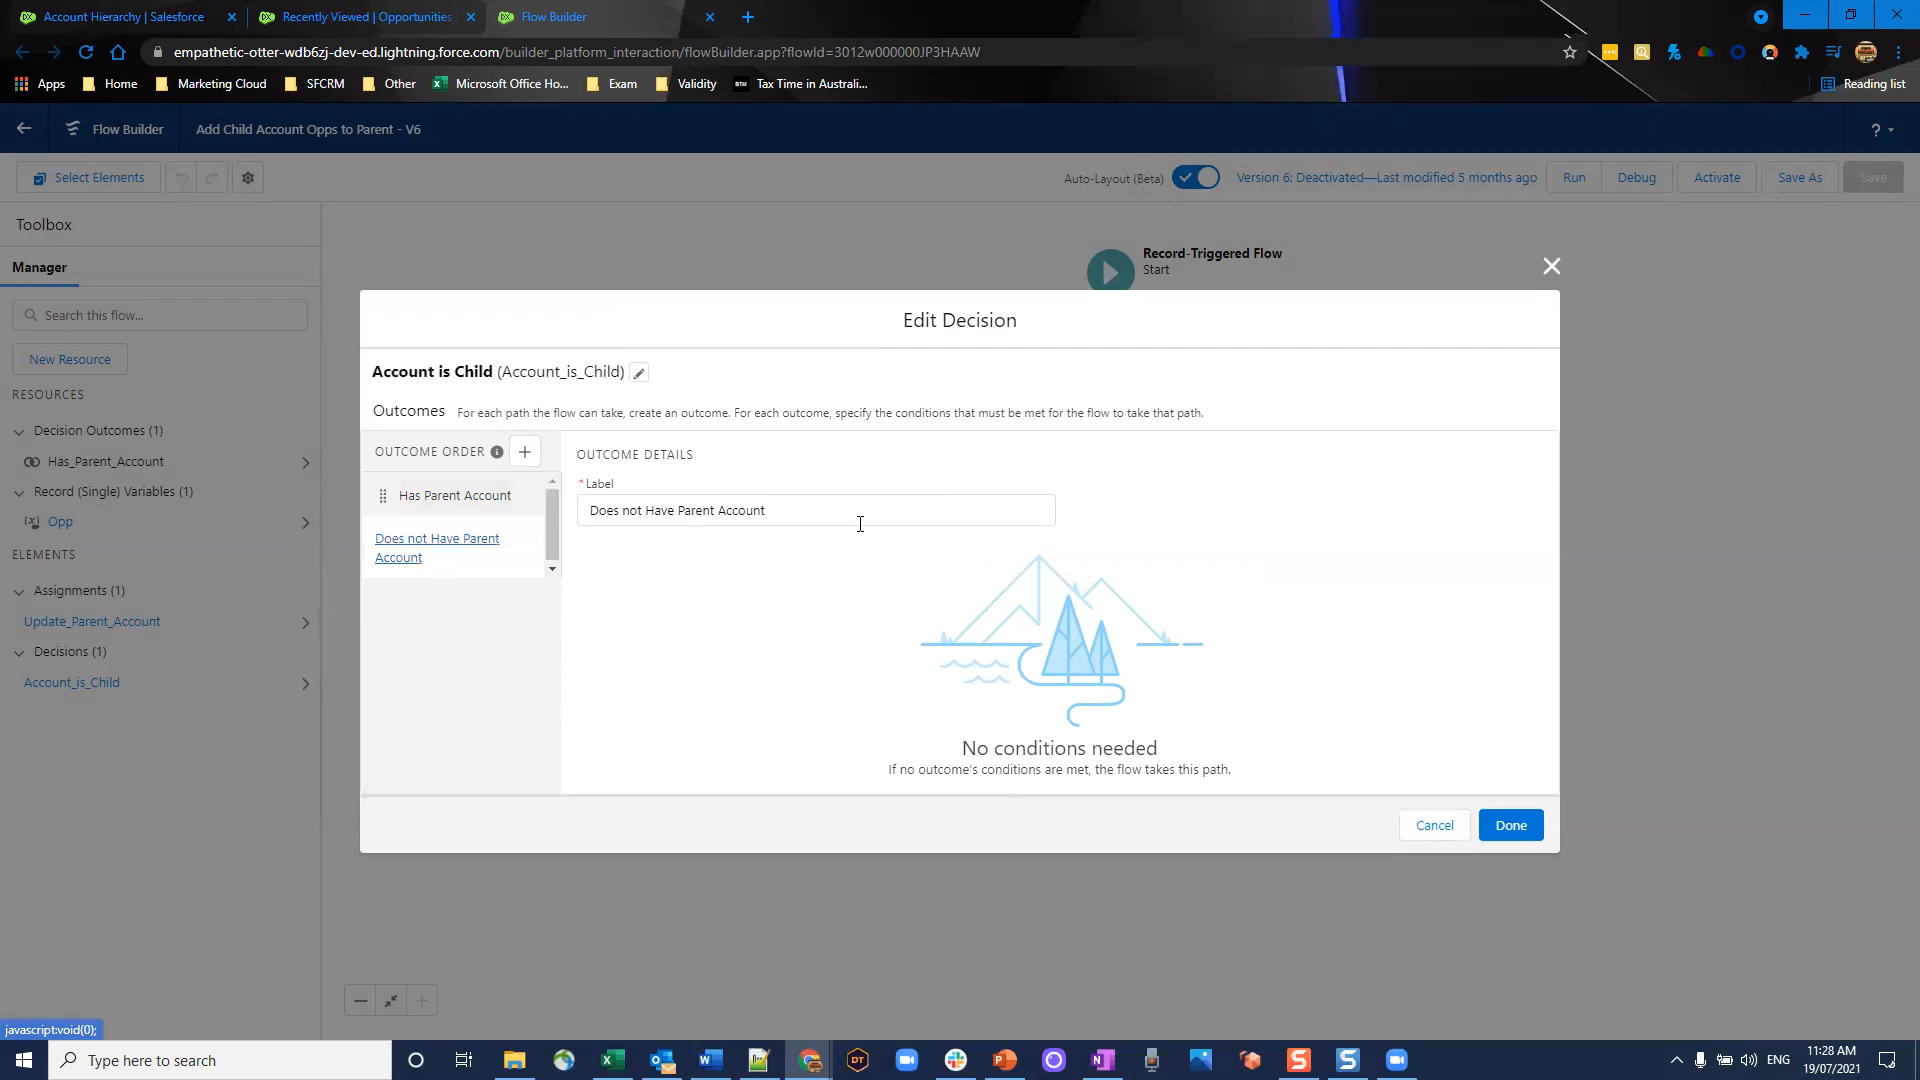 Account Hierarchy | Salesforce
Recently Viewed | Opportunities
Flow Builder
empathetic-otter-wdb6zj-dev-ed.lightning.force.com/builder_platform_interaction/flowBuilder.app?flowId=3012w000000JP3HAAW
Apps
Home
Marketing Cloud
SFCRM
Other
Microsoft Office Ho...
Exam
Validity
Tax Time in Australi...
Reading list
Flow Builder
Add Child Account Opps to Parent - V6
?
Select Elements
Auto-Layout (Beta)
Version 6: Deactivated—Last modified 5 months ago
Run
Debug
Activate
Save As
Save
Toolbox
Manager
Search this flow...
New Resource
RESOURCES
Decision Outcomes (1)
Has_Parent_Account
Record (Single) Variables (1)
Opp
ELEMENTS
Assignments (1)
Update_Parent_Account
Decisions (1)
Account_is_Child
Record-Triggered Flow
Start
Edit Decision
Account is Child (Account_is_Child)
Outcomes For each path the flow can take, create an outcome. For each outcome, specify the conditions that must be met for the flow to take that path.
OUTCOME ORDER
Has Parent Account
Does not Have Parent
Account
OUTCOME DETAILS
* Label
Does not Have Parent Account
No conditions needed
If no outcome's conditions are met, the flow takes this path.
Cancel
Done
javascript:void(0);
Type here to search
DT
ENG
11:28 AM
19/07/2021